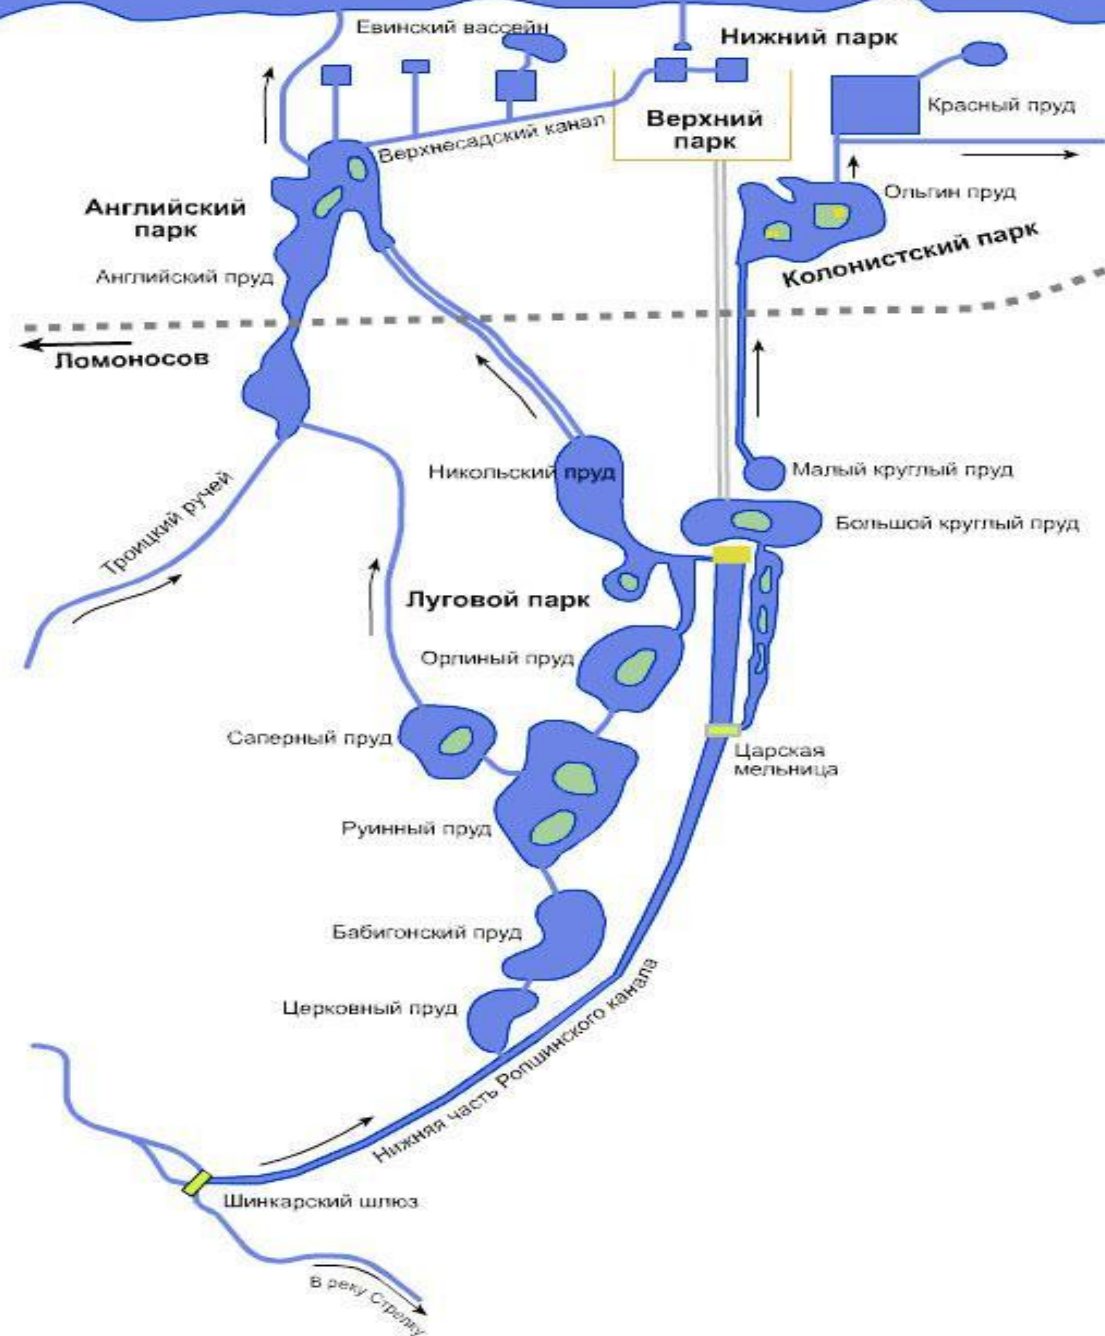 Евинский вассейн
Нижний парк
Красный пруд
Верхний
парк
Верхнесадский канал
Ольгин пруд
Английский
парк
Колонистский парк
Английский пруд
Ломоносов
Никольский пруд
Малый круглый пруд
Большой круглый пруд
Троицкий ручей
Луговой парк
Орлиный пруд
Саперный пруд
Царская
мельница
Руинный пруд
Бабигонский пруд
Церковный пруд
Нижняя часть Ропшинского канала
Шинкарский шлюз
В реку Стрелку